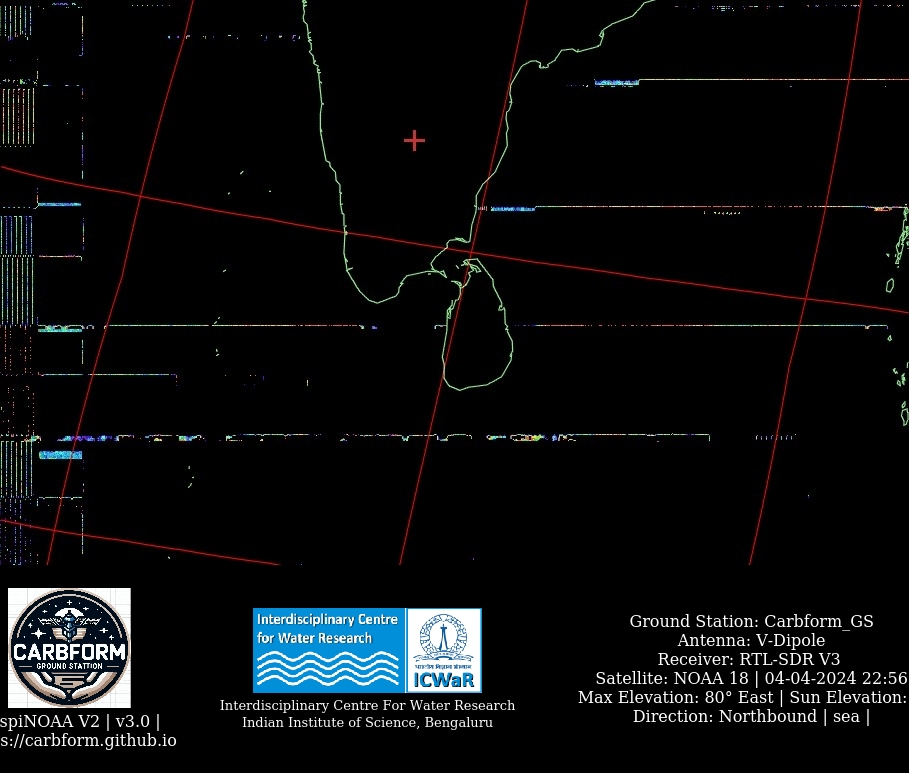 CARBFORM
GROUND STATION
spiNOAA V2 | v3.0 |
s://carbform.github.io
Interdisciplinary Centre
for Water Research
भारतीय विज्ञान संस्थान
ICWaR
Interdisciplinary Centre For Water Research
Indian Institute of Science, Bengaluru
Ground Station: Carbform_GS
Antenna: V-Dipole
Receiver: RTL-SDR V3
Satellite: NOAA 18 | 04-04-2024 22:56
Max Elevation: 80° East | Sun Elevation:
Direction: Northbound | sea |